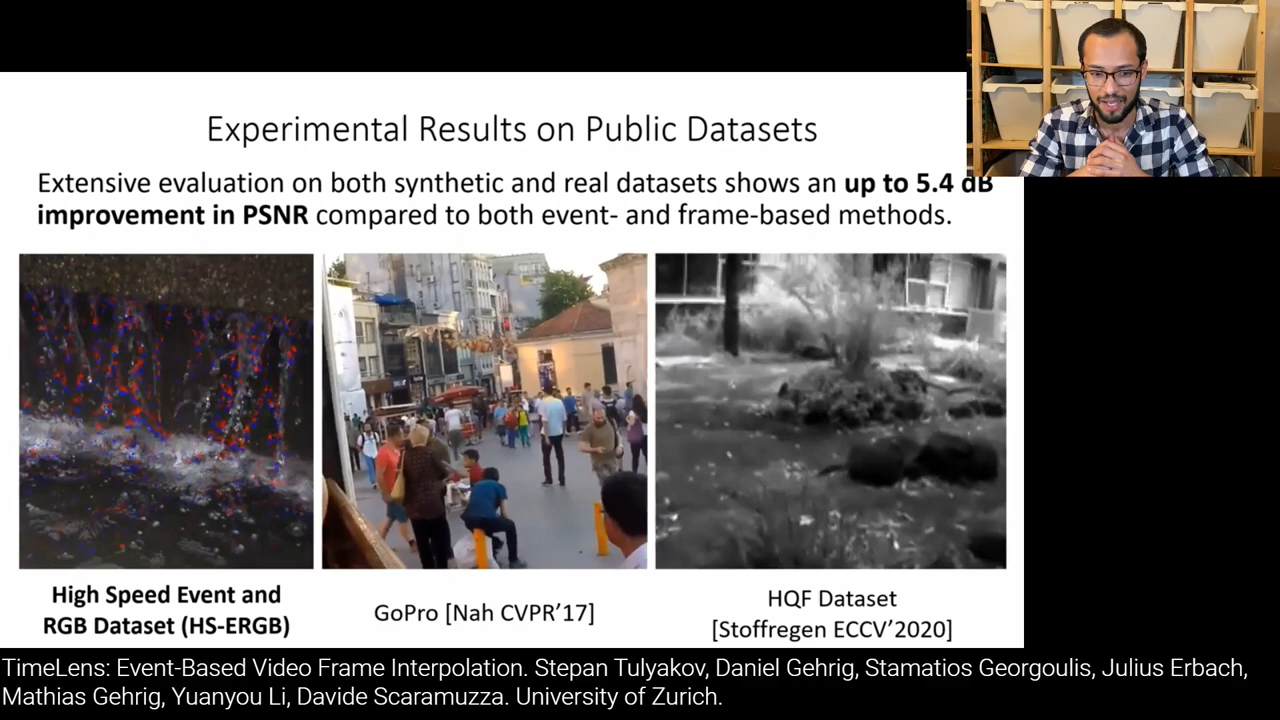 Experimental Results on Public Datasets
Extensive evaluation on both synthetic and real datasets shows an up to 5.4 dB
improvement in PSNR compared to both event- and frame-based methods.
High Speed Event and
RGB Dataset (HS-ERGB)
GoPro [Nah CVPR’17]
HQF Dataset
[Stoffregen ECCV’2020]
TimeLens: Event-Based Video Frame Interpolation. Stepan Tulyakov, Daniel Gehrig, Stamatios Georgoulis, Julius Erbach,
Mathias Gehrig, Yuanyou Li, Davide Scaramuzza. University of Zurich.